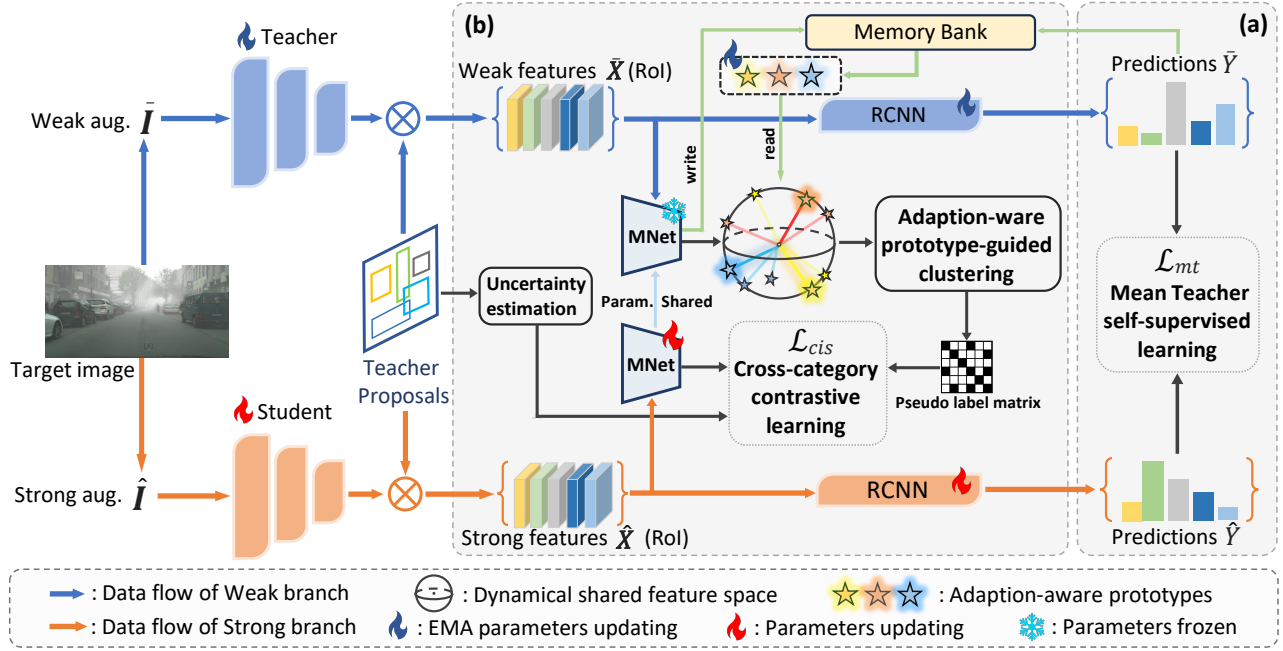 (b)
(a)
Teacher
Memory Bank
Weak features X̄ (RoI)
Predictions Ȳ
Weak aug. Ī
RCNN
write
read
MNet
Adaption-ware
prototype-guided
clustering
ℒmt
Mean Teacher
self-supervised
learning
Uncertainty
estimation
Param. Shared
MNet
ℒcis
Cross-category
contrastive
learning
Pseudo label matrix
Target image
Teacher
Proposals
Student
Strong aug. Î
RCNN
Strong features X̂ (RoI)
Predictions Ŷ
: Data flow of Weak branch
: Dynamical shared feature space
: Adaption-aware prototypes
: Data flow of Strong branch
: EMA parameters updating
: Parameters updating
: Parameters frozen